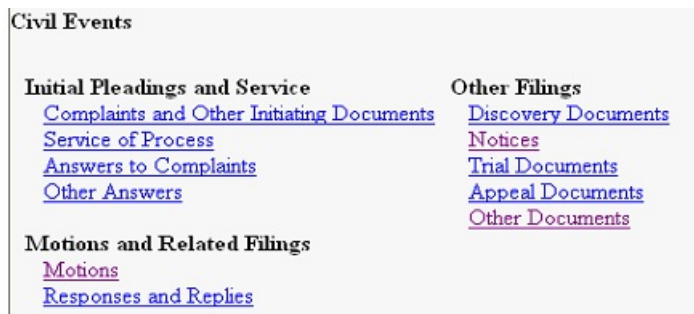 Civil Events
Initial Pleadings and Service
Complaints and Other Initiating Documents
Service of Process
Answers to Complaints
Other Answers
Motions and Related Filings
Motions
Responses and Replies
Other Filings
Discovery Documents
Notices
Trial Documents
Appeal Documents
Other Documents